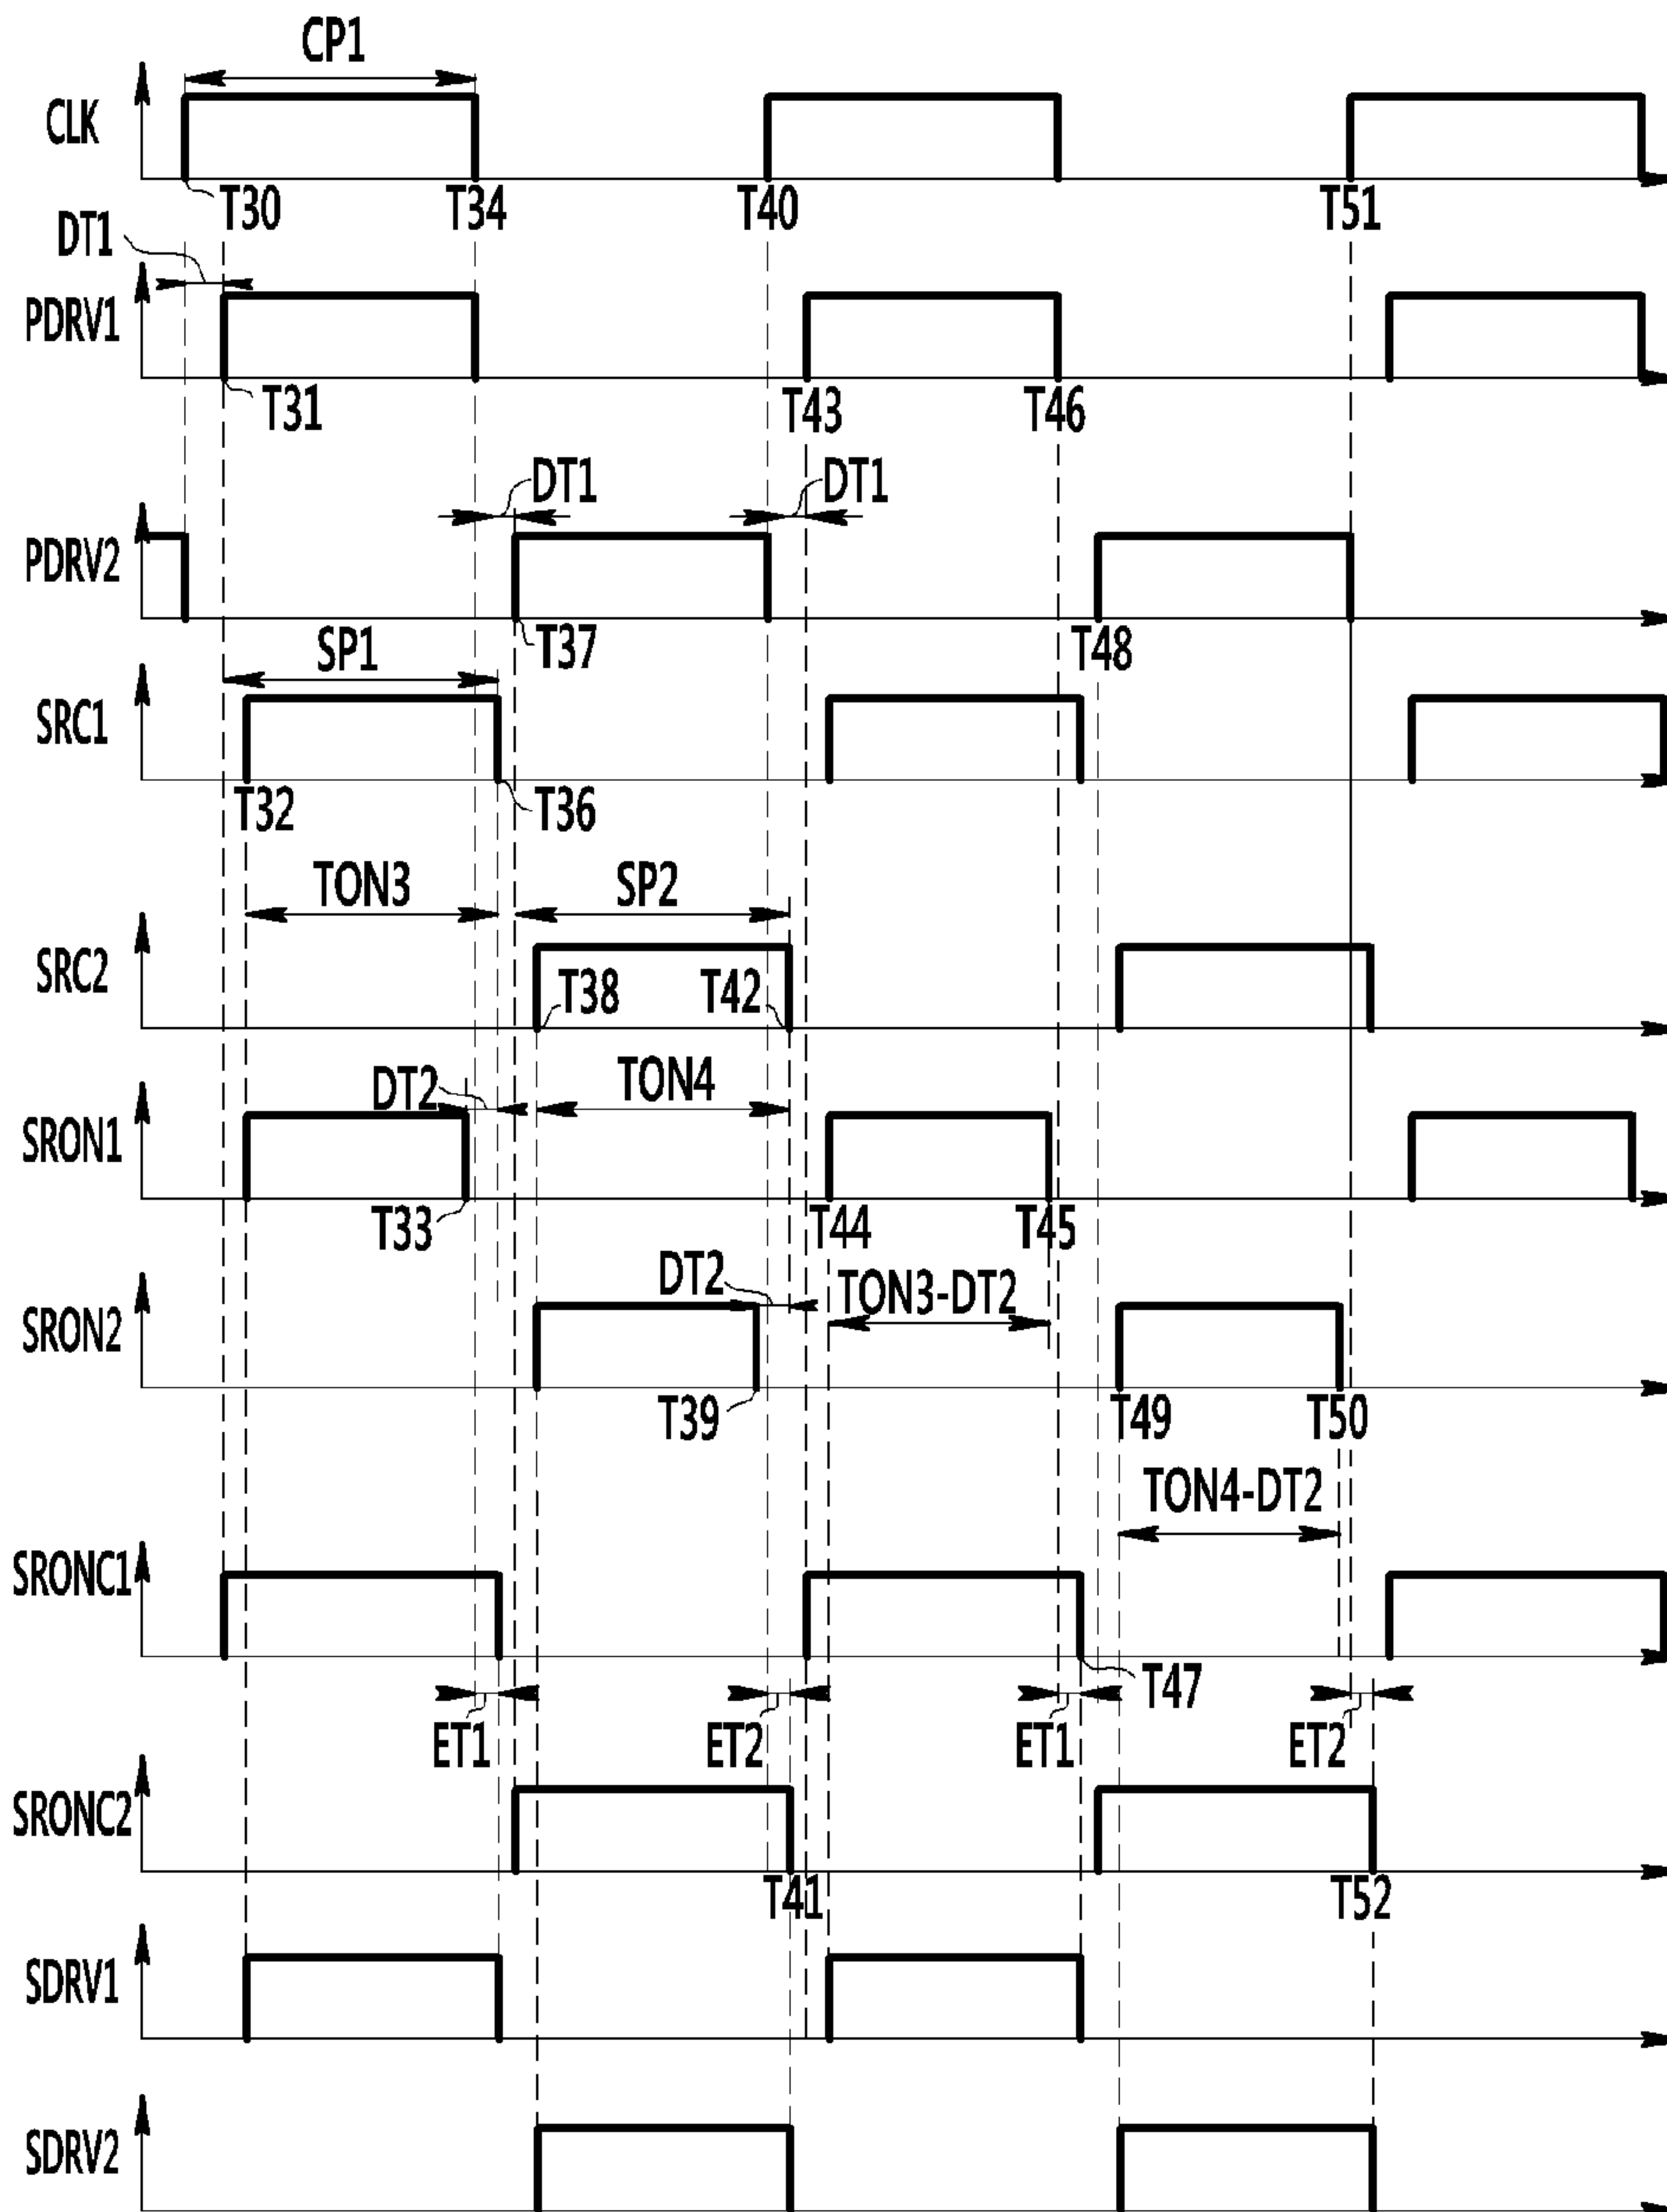 CP1
CLK
T30 T34 T40 T51
DT1
PDRV1
T31 T43 T46
DT1 DT1
PDRV2
T37 T48
SP1
SRC1
T32 T36
TON3 SP2
SRC2
T38 T42
DT2 TON4
SRON1
T33 T44 T45
DT2 TON3-DT2
SRON2
T39 T49 T50
TON4-DT2
SRONC1
T47
ET1 ET2 ET1 ET2
SRONC2
T41 T52
SDRV1
SDRV2